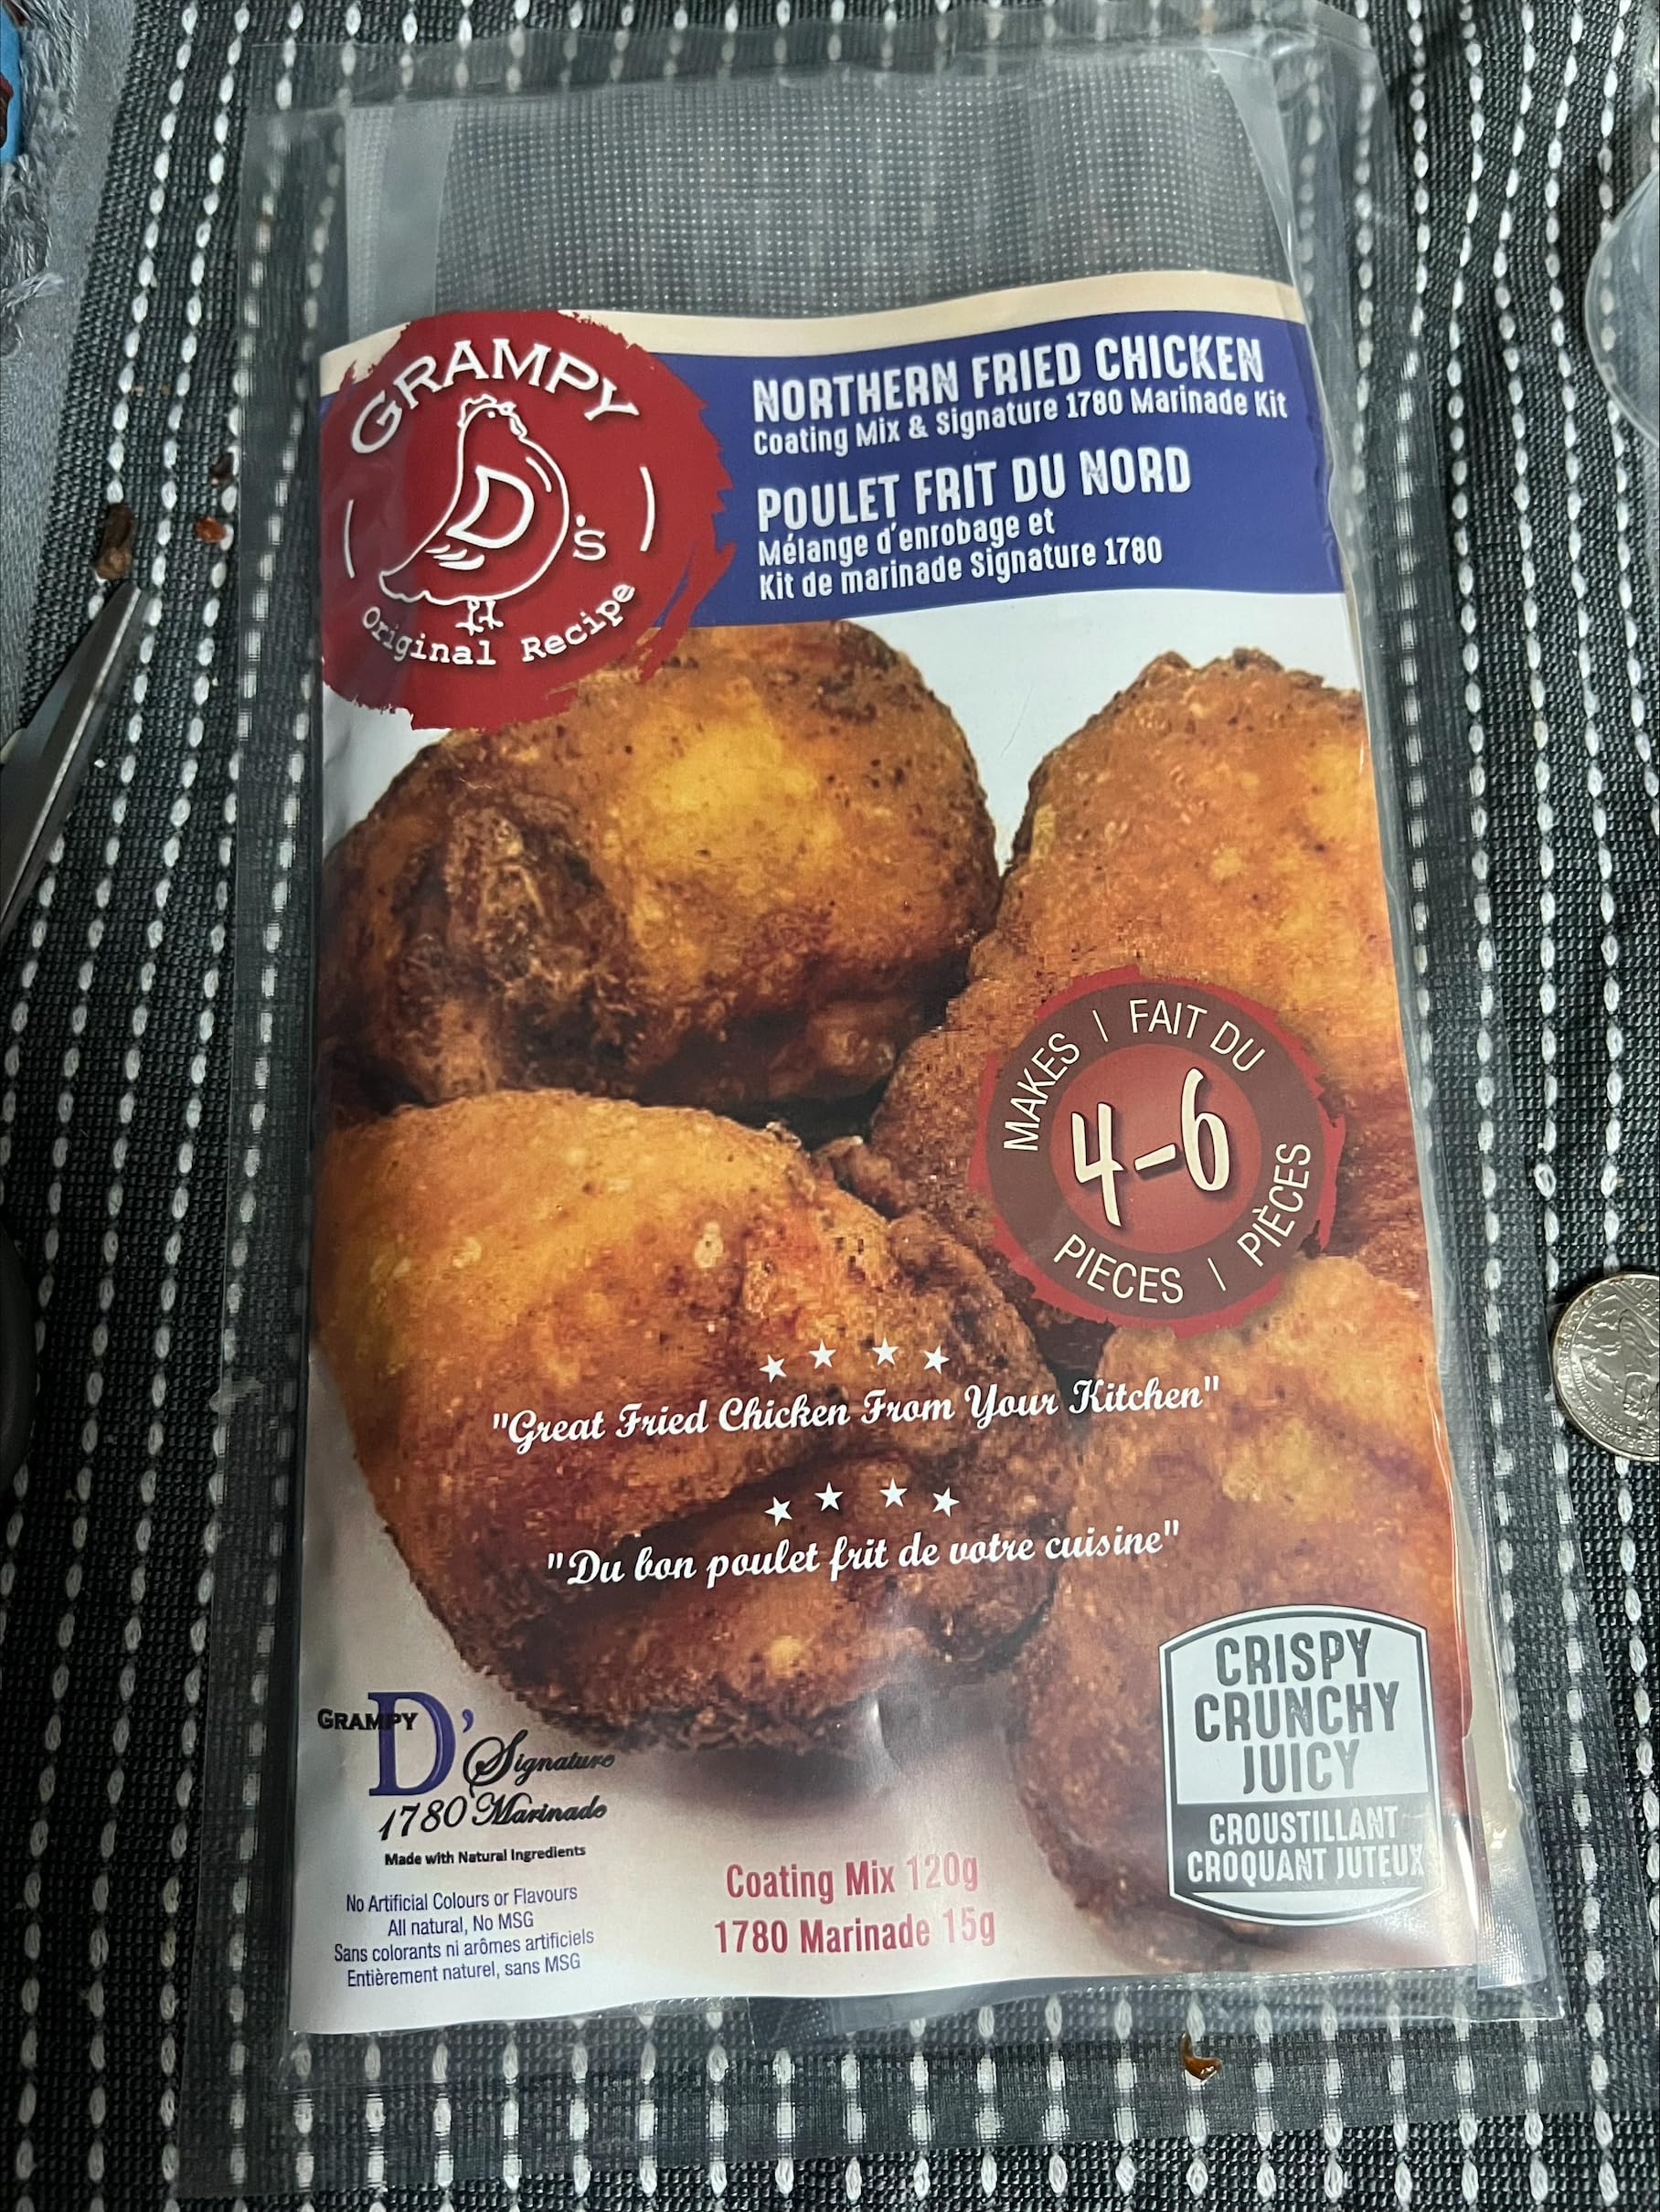 GRAMPY
D's
Original Recipe
NORTHERN FRIED CHICKEN
Coating Mix & Signature 1780 Marinade Kit
POULET FRIT DU NORD
Mélange d'enrobage et
Kit de marinade Signature 1780
MAKES | FAIT DU
4-6
PIECES | PIÈCES
"Great Fried Chicken From Your Kitchen"
"Du bon poulet frit de votre cuisine"
CRISPY
CRUNCHY
JUICY
CROUSTILLANT
CROQUANT JUTEUX
GRAMPY D' Signature
1780 Marinade
Made with Natural Ingredients
No Artificial Colours or Flavours
All natural, No MSG
Sans colorants ni arômes artificiels
Entièrement naturel, sans MSG
Coating Mix 120g
1780 Marinade 15g